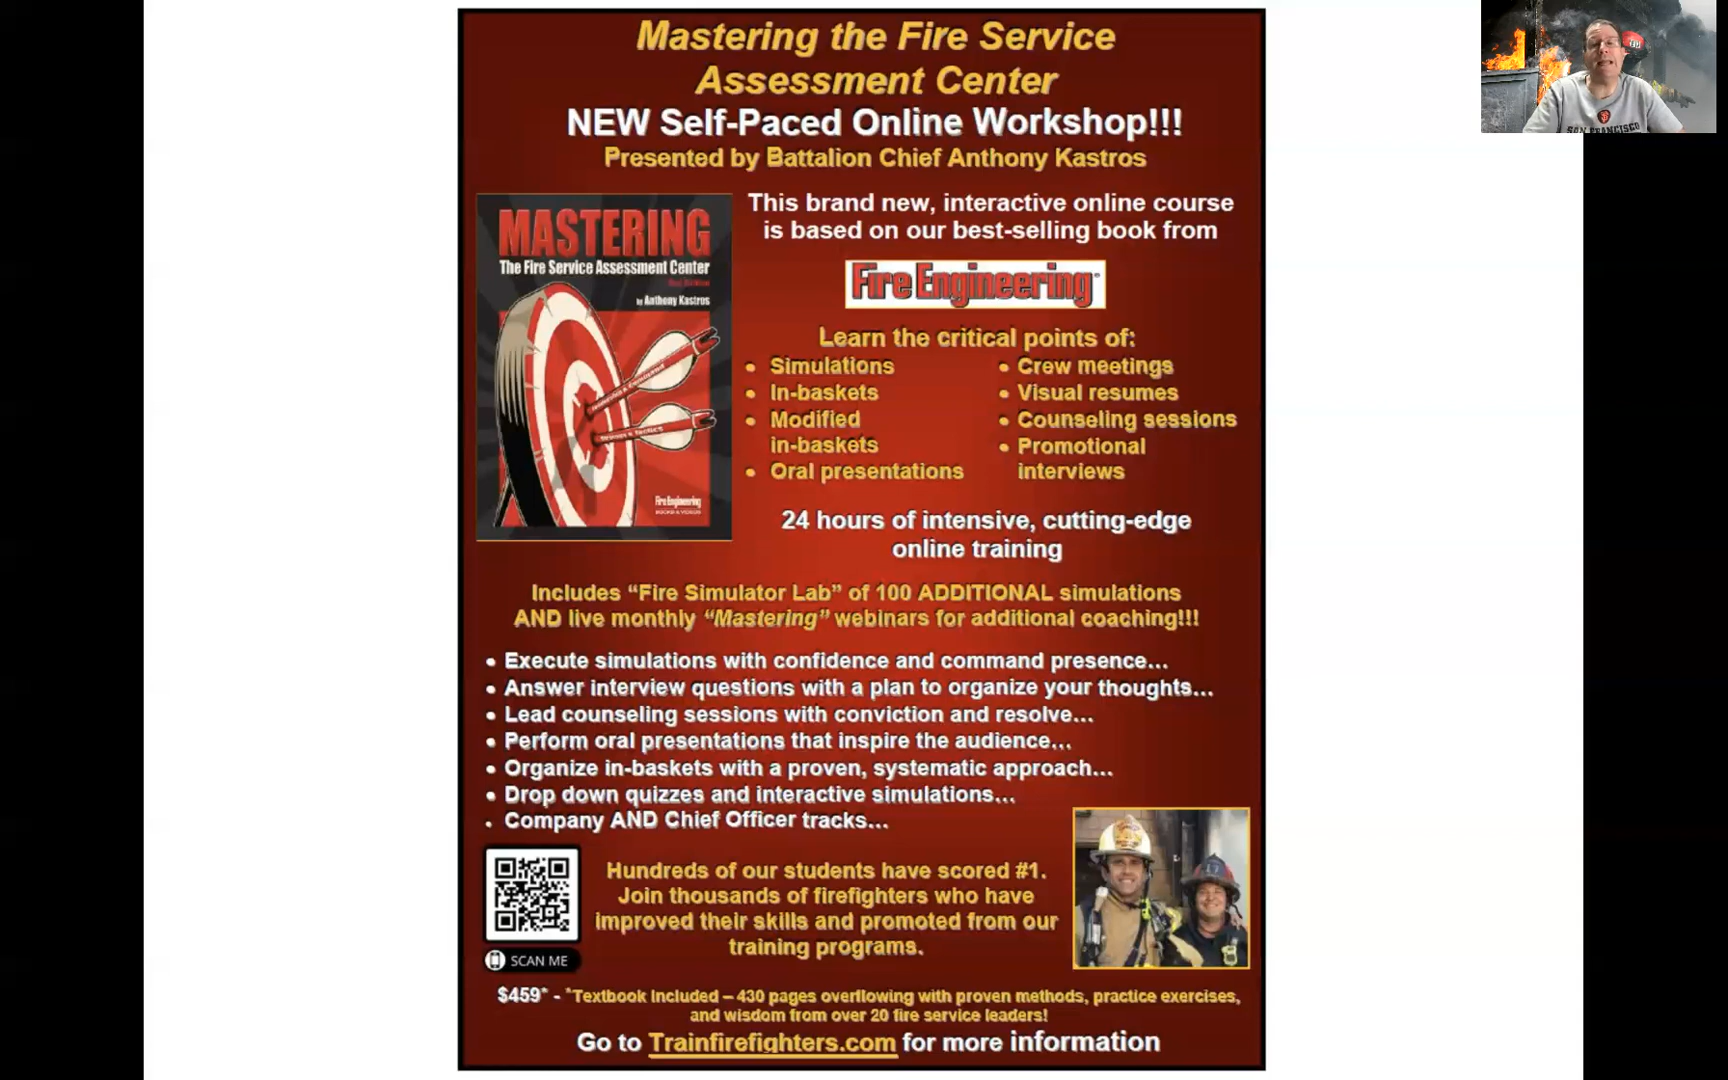 Mastering the Fire Service
Assessment Center
NEW Self-Paced Online Workshop!!!
Presented by Battalion Chief Anthony Kastros
MASTERING
The Fire Service Assessment Center
by Anthony Kastros
Fire Engineering
BOOKS & VIDEOS
This brand new, interactive online course
is based on our best-selling book from
Fire Engineering
Learn the critical points of:
• Simulations
• In-baskets
• Modified
in-baskets
• Oral presentations
• Crew meetings
• Visual resumes
• Counseling sessions
• Promotional
interviews
24 hours of intensive, cutting-edge
online training
Includes “Fire Simulator Lab” of 100 ADDITIONAL simulations
AND live monthly “Mastering” webinars for additional coaching!!!
• Execute simulations with confidence and command presence…
• Answer interview questions with a plan to organize your thoughts…
• Lead counseling sessions with conviction and resolve…
• Perform oral presentations that inspire the audience…
• Organize in-baskets with a proven, systematic approach…
• Drop down quizzes and interactive simulations…
• Company AND Chief Officer tracks…
SCAN ME
Hundreds of our students have scored #1.
Join thousands of firefighters who have
improved their skills and promoted from our
training programs.
$459* - *Textbook Included – 430 pages overflowing with proven methods, practice exercises,
and wisdom from over 20 fire service leaders!
Go to Trainfirefighters.com for more information
SAN FRANCISCO